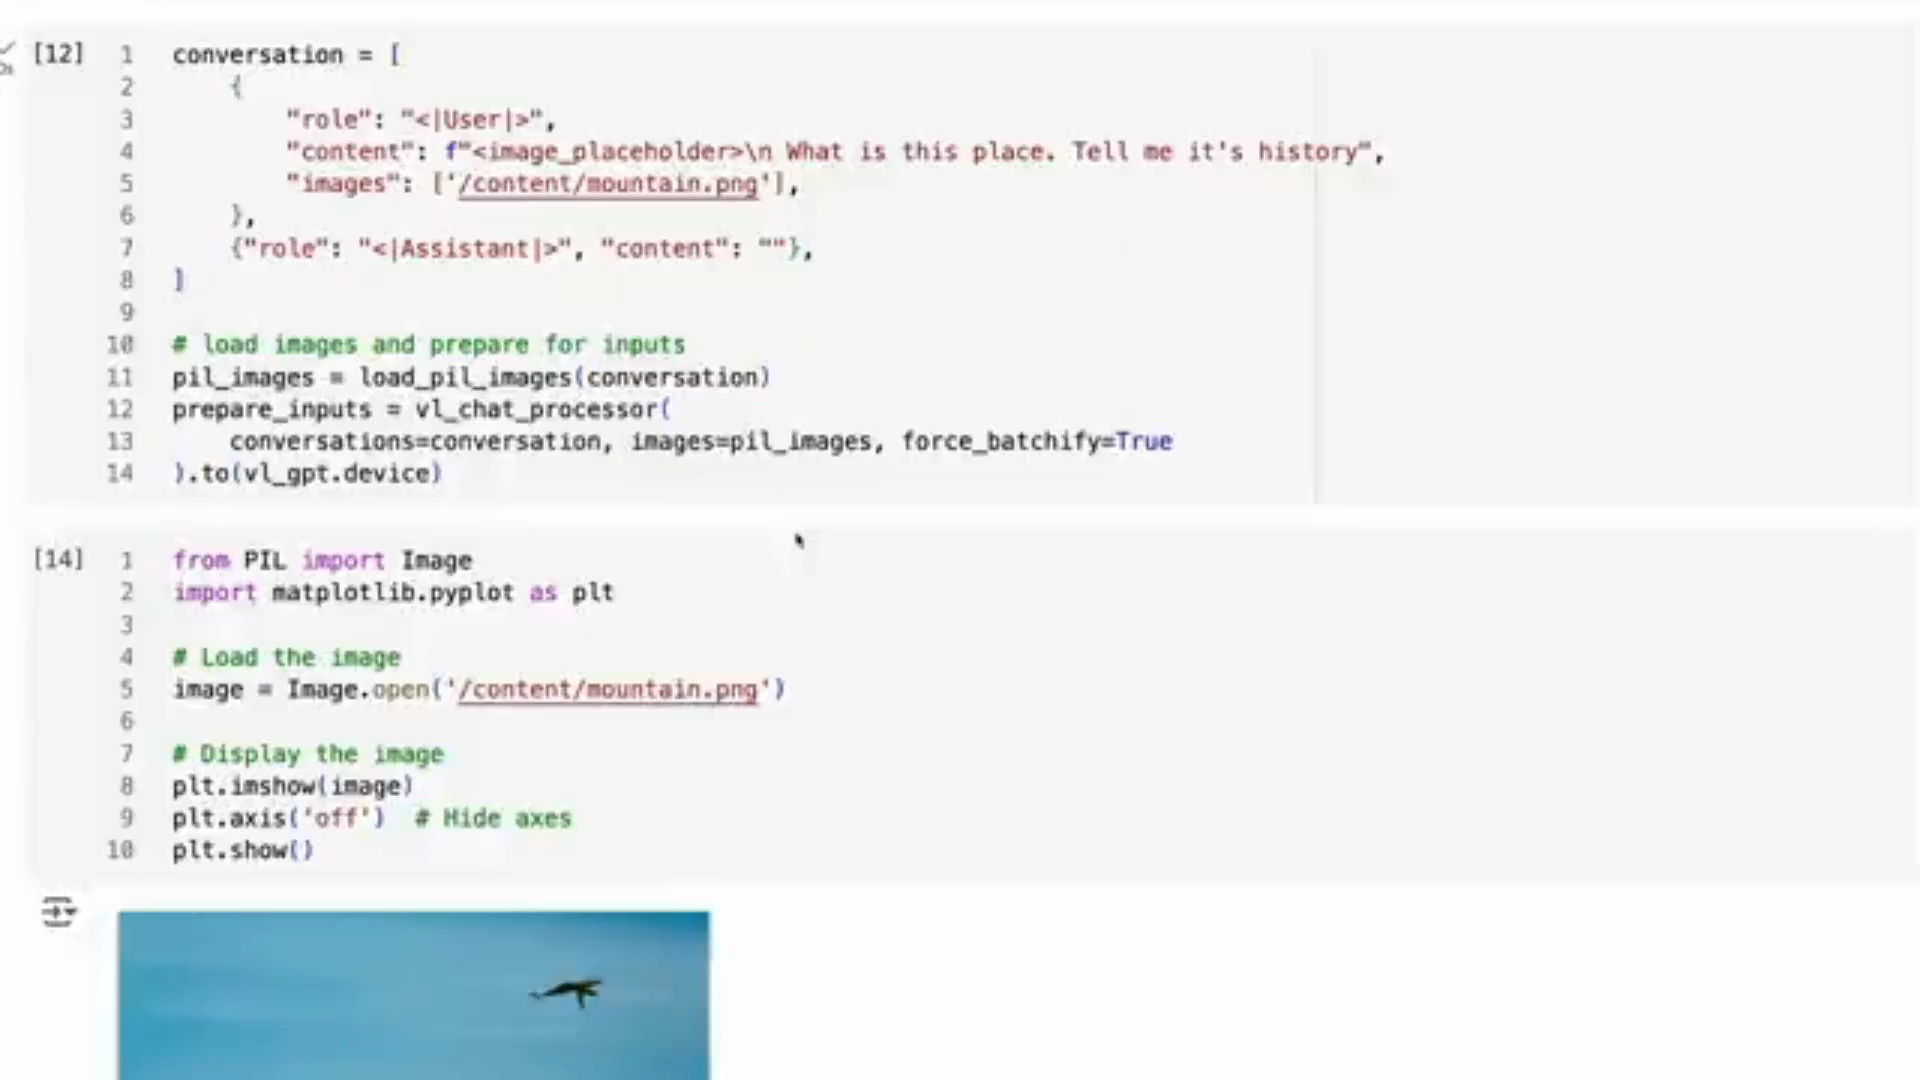 [12] 1 conversation = [
2 {
3 "role": "<|User|>",
4 "content": f"<image_placeholder>\n What is this place. Tell me it's history",
5 "images": ['/content/mountain.png'],
6 },
7 {"role": "<|Assistant|>", "content": ""},
8 ]
9
10 # load images and prepare for inputs
11 pil_images = load_pil_images(conversation)
12 prepare_inputs = vl_chat_processor(
13 conversations=conversation, images=pil_images, force_batchify=True
14 ).to(vl_gpt.device)
[14] 1 from PIL import Image
2 import matplotlib.pyplot as plt
3
4 # Load the image
5 image = Image.open('/content/mountain.png')
6
7 # Display the image
8 plt.imshow(image)
9 plt.axis('off') # Hide axes
10 plt.show()